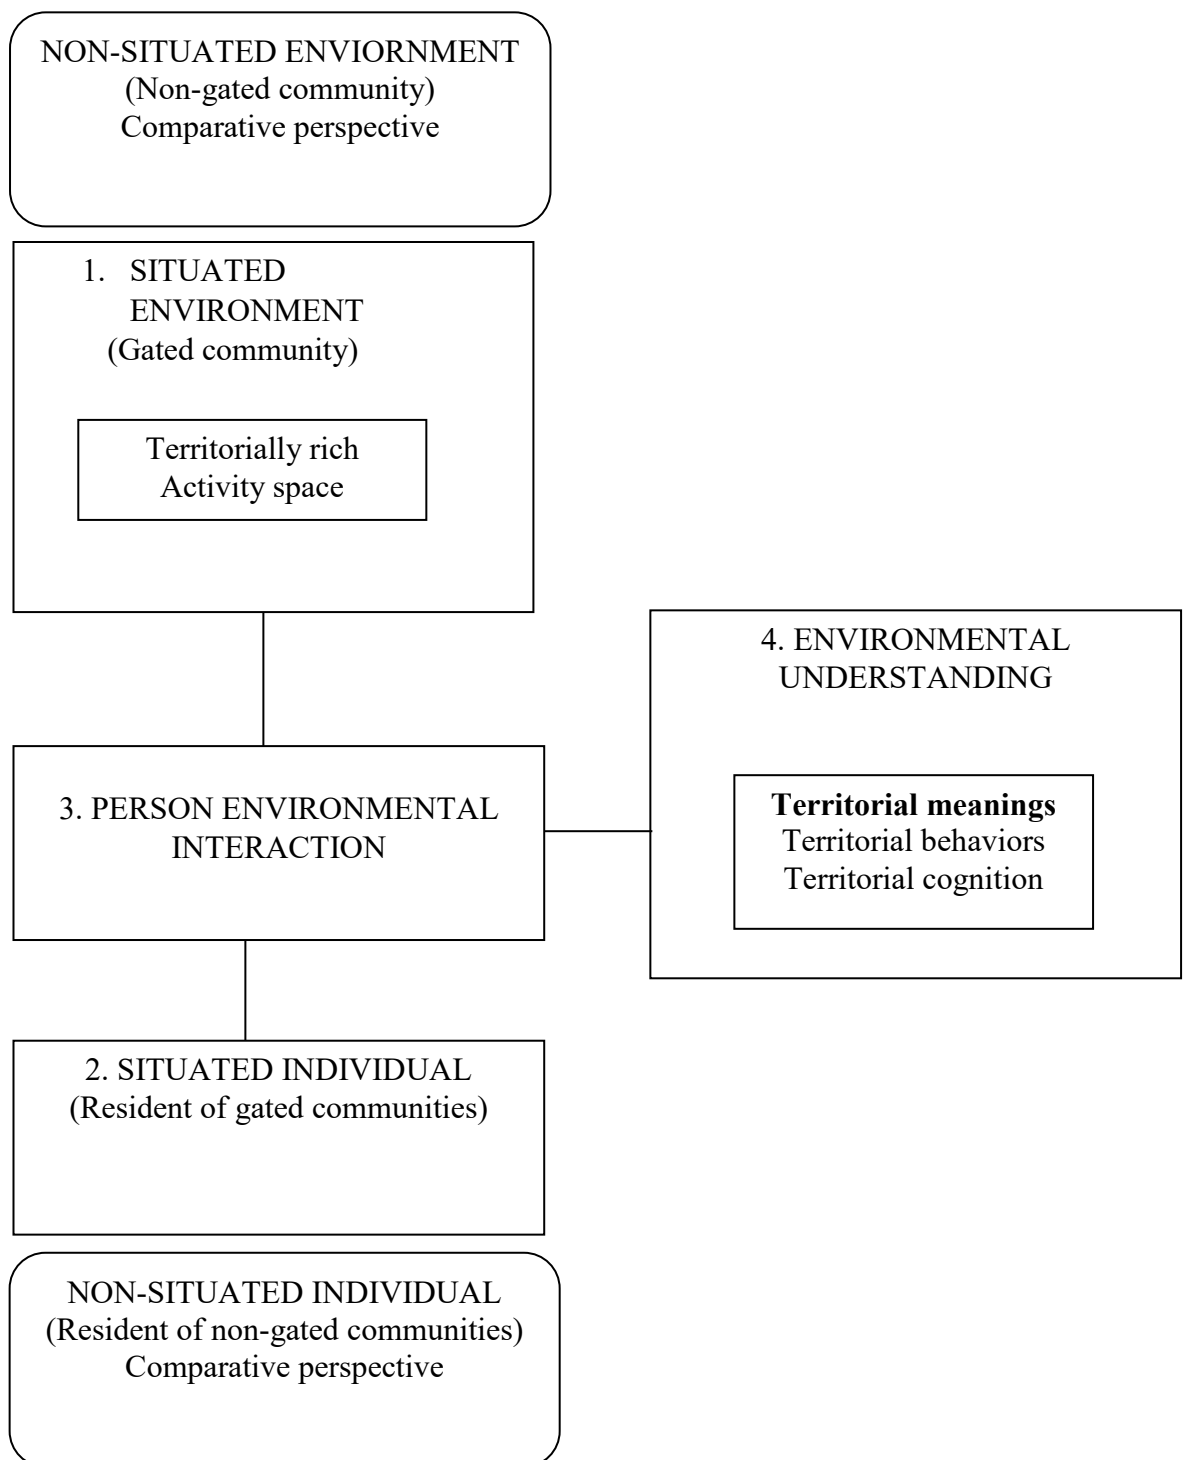 NON-SITUATED ENVIORNMENT
(Non-gated community)
Comparative perspective
1. SITUATED
ENVIRONMENT
(Gated community)
Territorially rich
Activity space
4. ENVIRONMENTAL
UNDERSTANDING
Territorial meanings
Territorial behaviors
Territorial cognition
3. PERSON ENVIRONMENTAL
INTERACTION
2. SITUATED INDIVIDUAL
(Resident of gated communities)
NON-SITUATED INDIVIDUAL
(Resident of non-gated communities)
Comparative perspective